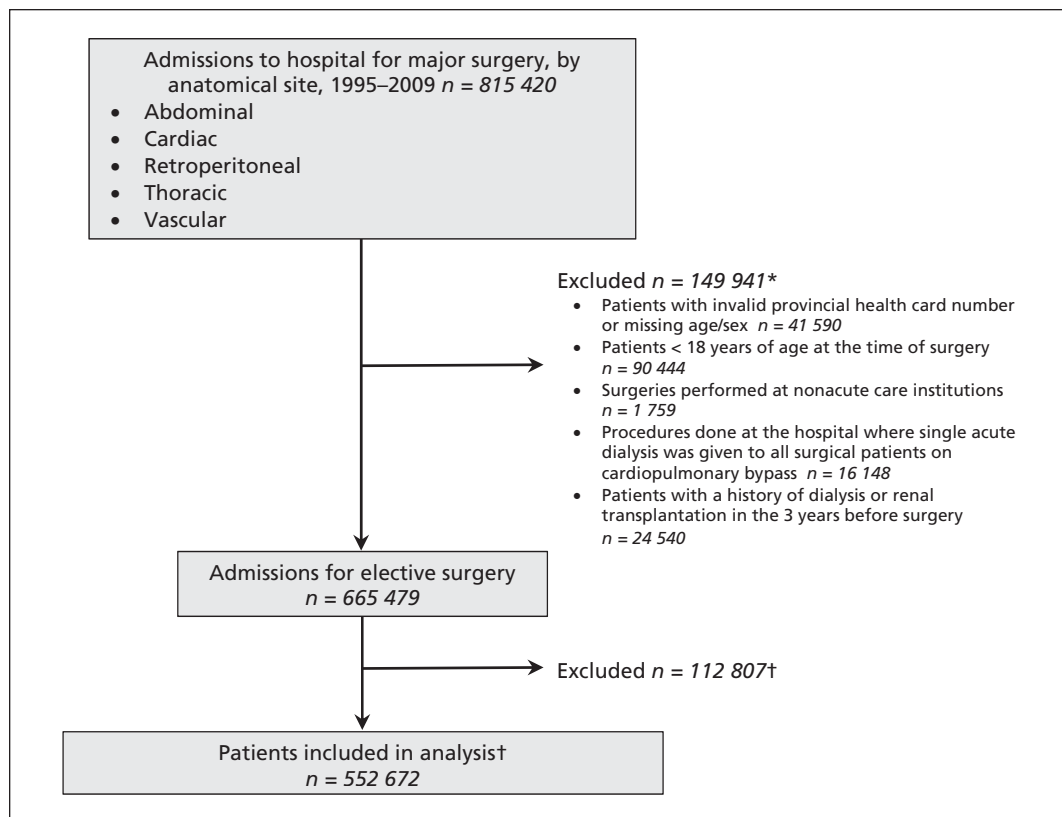 Admissions to hospital for major surgery, by
anatomical site, 1995–2009 n = 815 420
• Abdominal
• Cardiac
• Retroperitoneal
• Thoracic
• Vascular
Excluded n = 149 941*
• Patients with invalid provincial health card number
or missing age/sex n = 41 590
• Patients < 18 years of age at the time of surgery
n = 90 444
• Surgeries performed at nonacute care institutions
n = 1 759
• Procedures done at the hospital where single acute
dialysis was given to all surgical patients on
cardiopulmonary bypass n = 16 148
• Patients with a history of dialysis or renal
transplantation in the 3 years before surgery
n = 24 540
Admissions for elective surgery
n = 665 479
Excluded n = 112 807†
Patients included in analysis†
n = 552 672